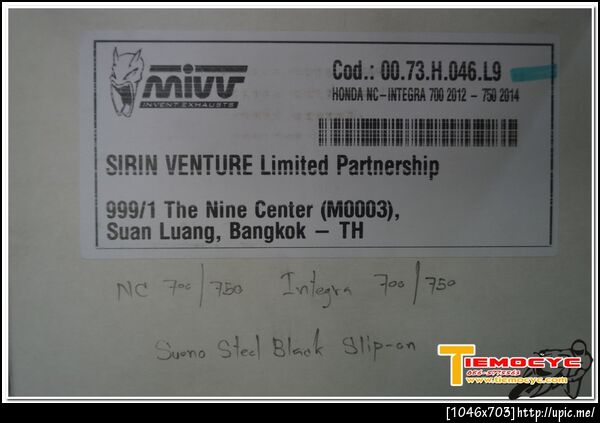 mivv
INVENT EXHAUSTS
Cod.: 00.73.H.046.L9
HONDA NC-INTEGRA 700 2012 - 750 2014
SIRIN VENTURE Limited Partnership
999/1 The Nine Center (M0003),
Suan Luang, Bangkok – TH
NC 700/750 Integra 700/750
Suono Steel Black Slip-on
TIEMOCYC
www.tiemocyc.com
[1046x703]http://upic.me/